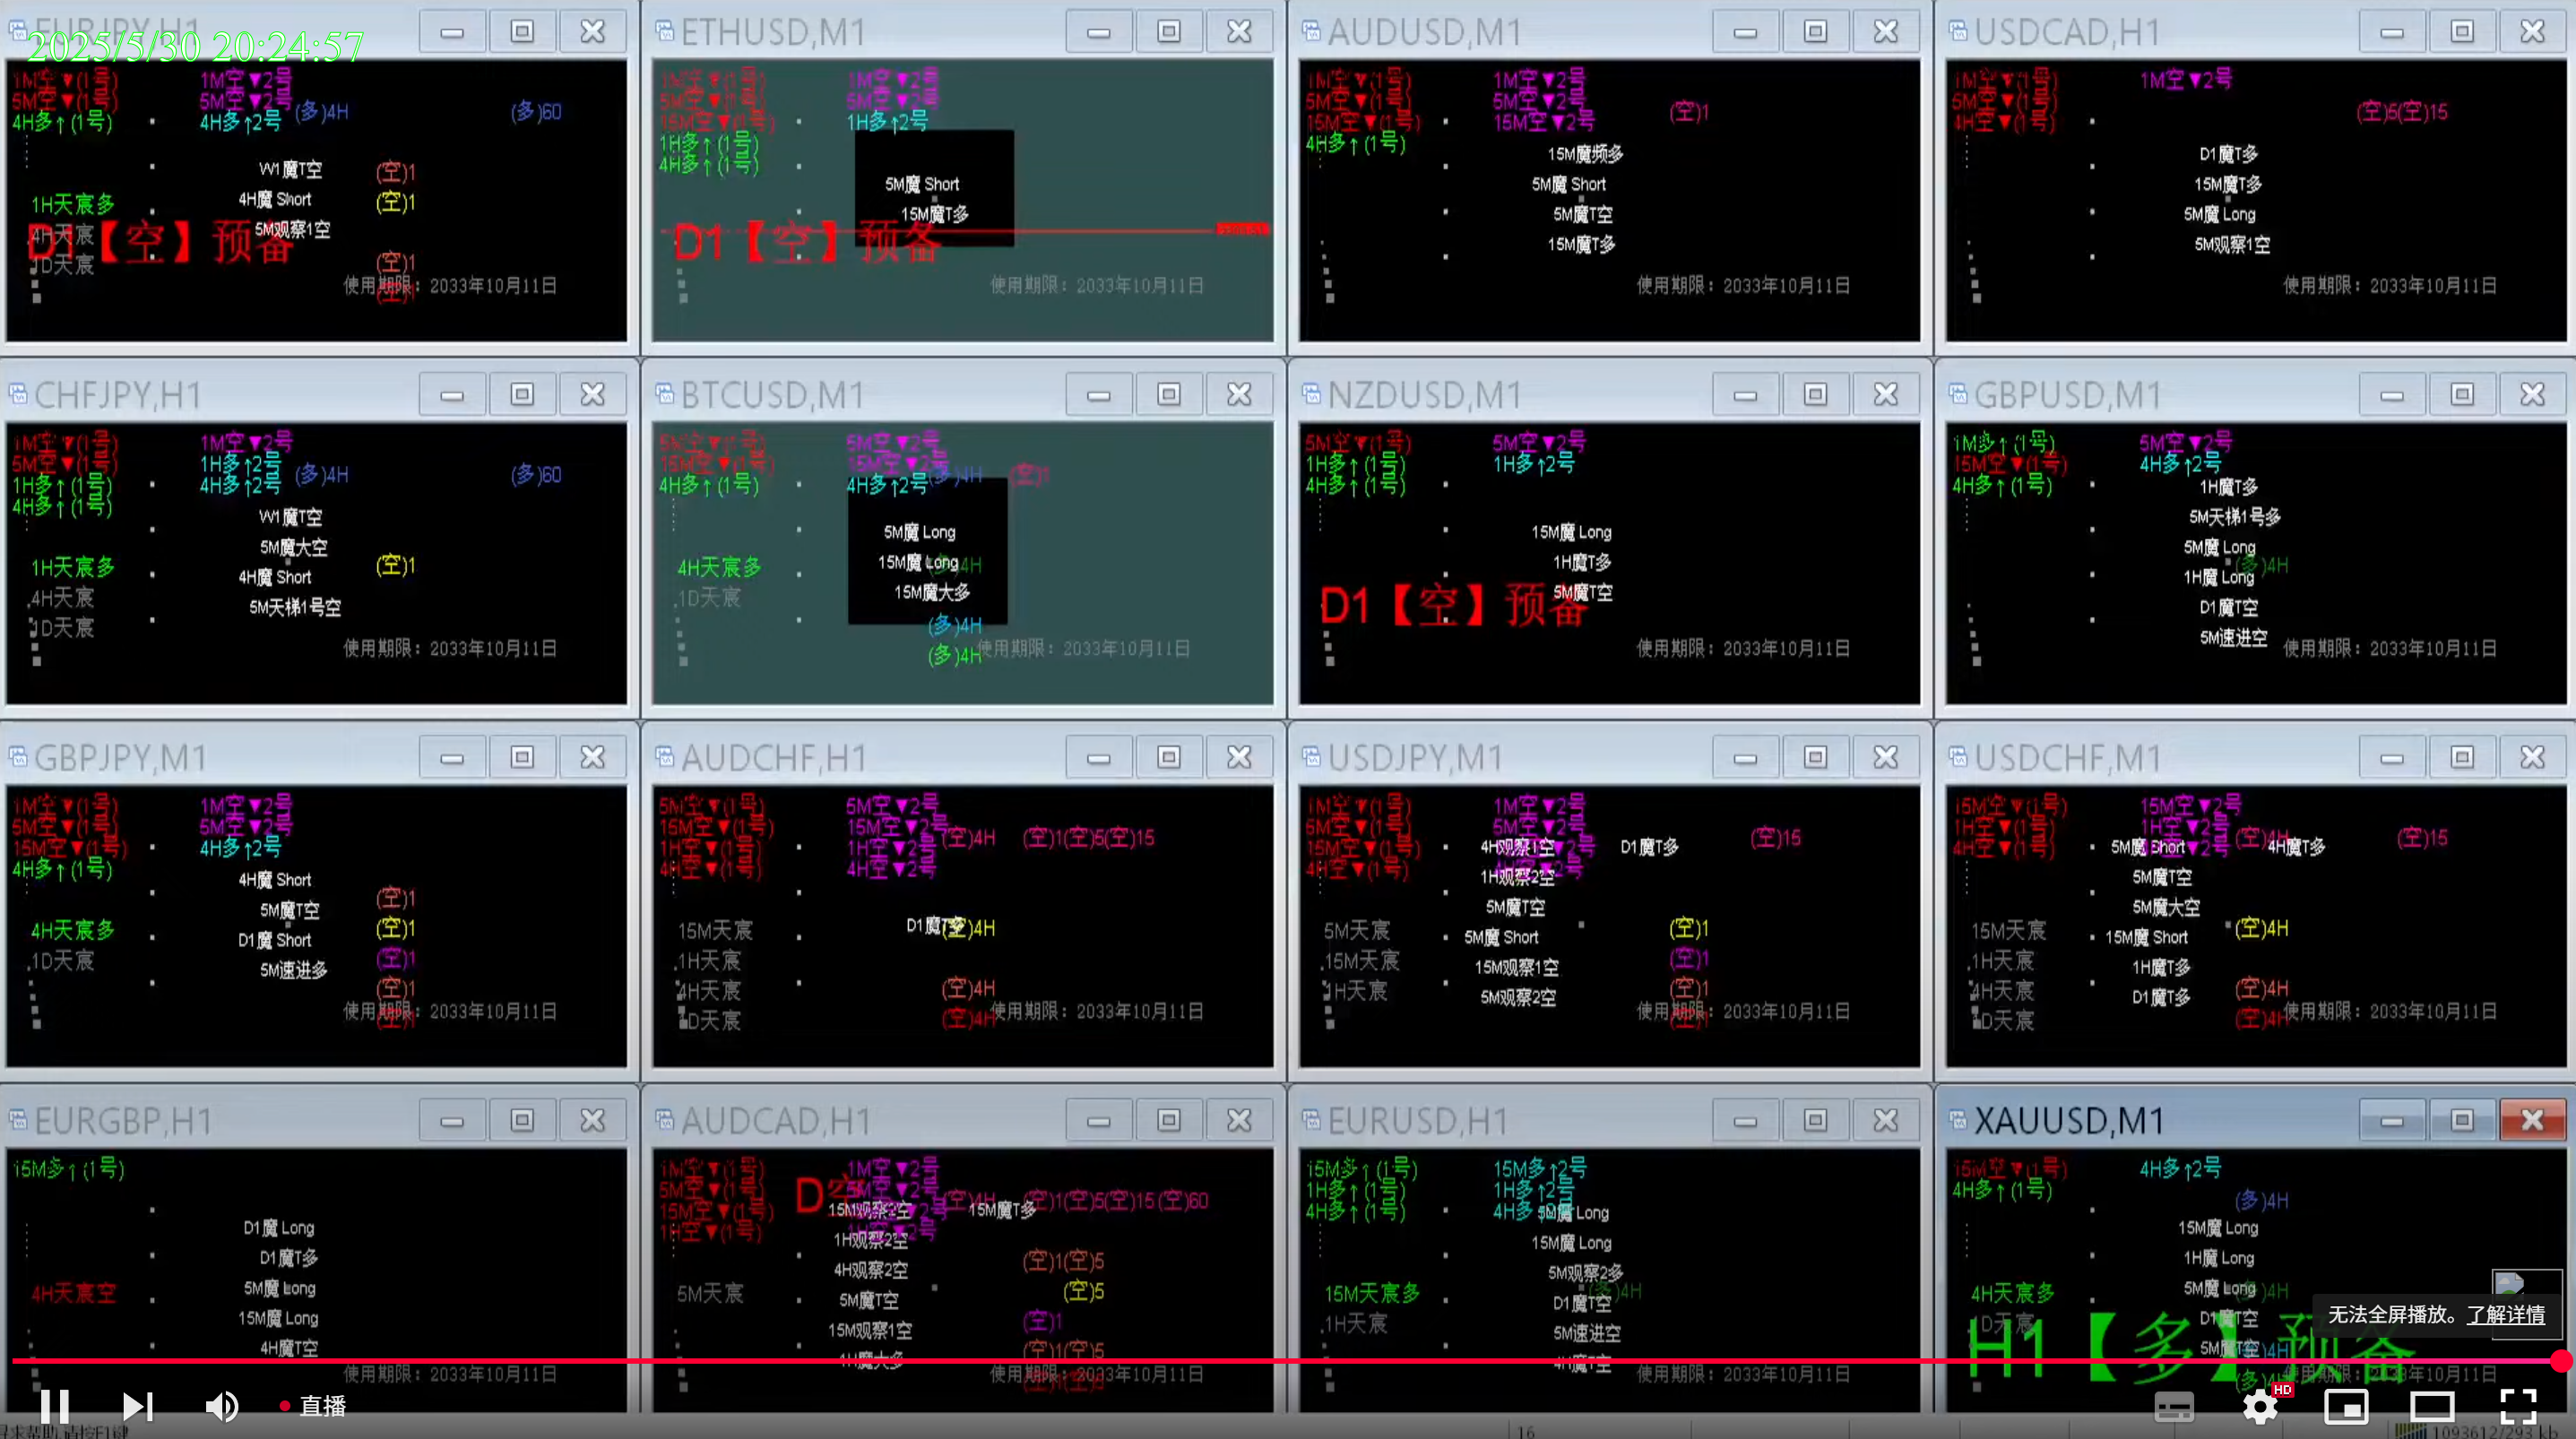 2025/5/30 20:24:57
EURJPY,H1
1M空▼(1号)
5M空▼(1号)
4H多↑(1号)
1M空▼2号
5M空▼2号
4H多↑2号
(多)4H
(多)60
W1魔T空
(空)1
1H天宸多
4H魔 Short
(空)1
5M观察1空
4H天宸
D1【空】预备
1D天宸
(空)1
(空)1
使用期限：2033年10月11日
ETHUSD,M1
1M空▼(1号)
5M空▼(1号)
15M空▼(1号)
1H多↑(1号)
4H多↑(1号)
1M空▼2号
5M空▼2号
1H多↑2号
5M魔 Short
15M魔T多
D1【空】预备
使用期限：2033年10月11日
AUDUSD,M1
1M空▼(1号)
5M空▼(1号)
15M空▼(1号)
4H多↑(1号)
1M空▼2号
5M空▼2号
15M空▼2号
(空)1
15M魔频多
5M魔 Short
5M魔T空
15M魔T多
使用期限：2033年10月11日
USDCAD,H1
1M空▼(1号)
5M空▼(1号)
4H空▼(1号)
1M空▼2号
(空)5(空)15
D1魔T多
15M魔T多
5M魔 Long
5M观察1空
使用期限：2033年10月11日
CHFJPY,H1
1M空▼(1号)
5M空▼(1号)
1H多↑(1号)
4H多↑(1号)
1M空▼2号
1H多↑2号
4H多↑2号
(多)4H
(多)60
W1魔T空
5M魔大空
1H天宸多
(空)1
4H魔 Short
4H天宸
5M天梯1号空
1D天宸
使用期限：2033年10月11日
BTCUSD,M1
5M空▼(1号)
15M空▼(1号)
4H多↑(1号)
5M空▼2号
15M空▼2号
4H多↑2号
(多)4H
(空)1
5M魔 Long
15M魔 Long
(多)4H
4H天宸多
15M魔大多
1D天宸
(多)4H
(多)4H
使用期限：2033年10月11日
NZDUSD,M1
5M空▼(1号)
1H多↑(1号)
4H多↑(1号)
5M空▼2号
1H多↑2号
15M魔 Long
1H魔T多
5M魔T空
D1【空】预备
使用期限：2033年10月11日
GBPUSD,M1
1M多↑(1号)
15M空▼(1号)
4H多↑(1号)
5M空▼2号
4H多↑2号
1H魔T多
5M天梯1号多
5M魔 Long
(多)4H
1H魔 Long
D1魔T空
5M速进空
使用期限：2033年10月11日
GBPJPY,M1
1M空▼(1号)
5M空▼(1号)
15M空▼(1号)
4H多↑(1号)
1M空▼2号
5M空▼2号
4H多↑2号
4H魔 Short
(空)1
5M魔T空
4H天宸多
(空)1
D1魔 Short
1D天宸
(空)1
5M速进多
(空)1
(空)1
使用期限：2033年10月11日
AUDCHF,H1
5M空▼(1号)
15M空▼(1号)
1H空▼(1号)
4H空▼(1号)
5M空▼2号
15M空▼2号
1H空▼2号
4H空▼2号
(空)4H
(空)1(空)5(空)15
15M天宸
(空)4H
1H天宸
4H天宸
(空)4H
1D天宸
(空)4H
使用期限：2033年10月11日
USDJPY,M1
1M空▼(1号)
5M空▼(1号)
15M空▼(1号)
4H空▼(1号)
1M空▼2号
5M空▼2号
4H观察1空
D1魔T多
(空)15
1H观察2空
5M魔T空
5M天宸
(空)1
5M魔 Short
15M天宸
(空)1
15M观察1空
1H天宸
(空)1
5M观察2空
(空)1
使用期限：2033年10月11日
USDCHF,M1
15M空▼(1号)
1H空▼(1号)
4H空▼(1号)
15M空▼2号
1H空▼2号
(空)4H
(空)15
5M魔 Short
4H魔T多
5M魔T空
5M魔大空
15M天宸
(空)4H
15M魔 Short
1H天宸
1H魔T多
4H天宸
(空)4H
D1魔T多
1D天宸
(空)4H
使用期限：2033年10月11日
EURGBP,H1
15M多↑(1号)
D1魔 Long
D1魔T多
5M魔 Long
4H天宸空
15M魔 Long
4H魔T空
使用期限：2033年10月11日
AUDCAD,H1
1M空▼(1号)
5M空▼(1号)
15M空▼(1号)
1H空▼(1号)
D空
1M空▼2号
(空)4H
(空)1(空)5(空)15(空)60
15M观察2空
15M魔T多
1H观察2空
4H观察2空
(空)1(空)5
5M天宸
(空)5
5M魔T空
(空)1
15M观察1空
(空)1(空)5
使用期限：2033年10月11日
EURUSD,H1
15M多↑(1号)
1H多↑(1号)
4H多↑(1号)
15M多↑2号
1H多↑2号
4H多↑2号
5M魔 Long
15M魔 Long
5M观察2多
(多)4H
15M天宸多
D1魔T空
1H天宸
5M速进空
4H魔T空
使用期限：2033年10月11日
XAUUSD,M1
15M空▼(1号)
4H多↑(1号)
4H多↑2号
(多)4H
15M魔 Long
1H魔 Long
5M魔 Long
(多)4H
4H天宸多
D1魔T空
1D天宸
H1【多】预备
(多)4H
使用期限：2033年10月11日
无法全屏播放。了解详情
直播
HD
16
1093612/293 kb